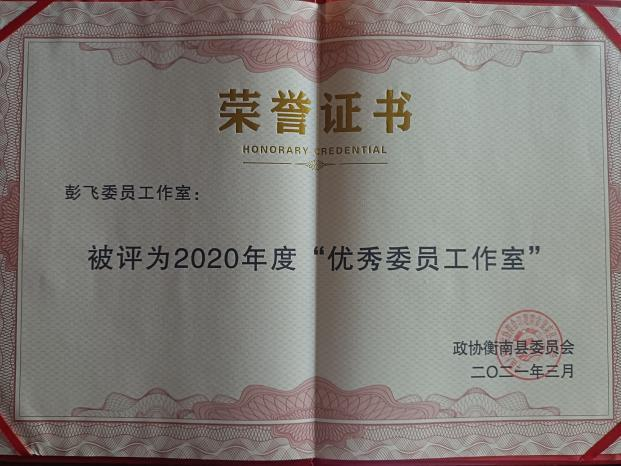 荣誉证书
HONORARY CREDENTIAL
彭飞委员工作室：
被评为2020年度“优秀委员工作室”
政协衡南县委员会
二〇二一年三月